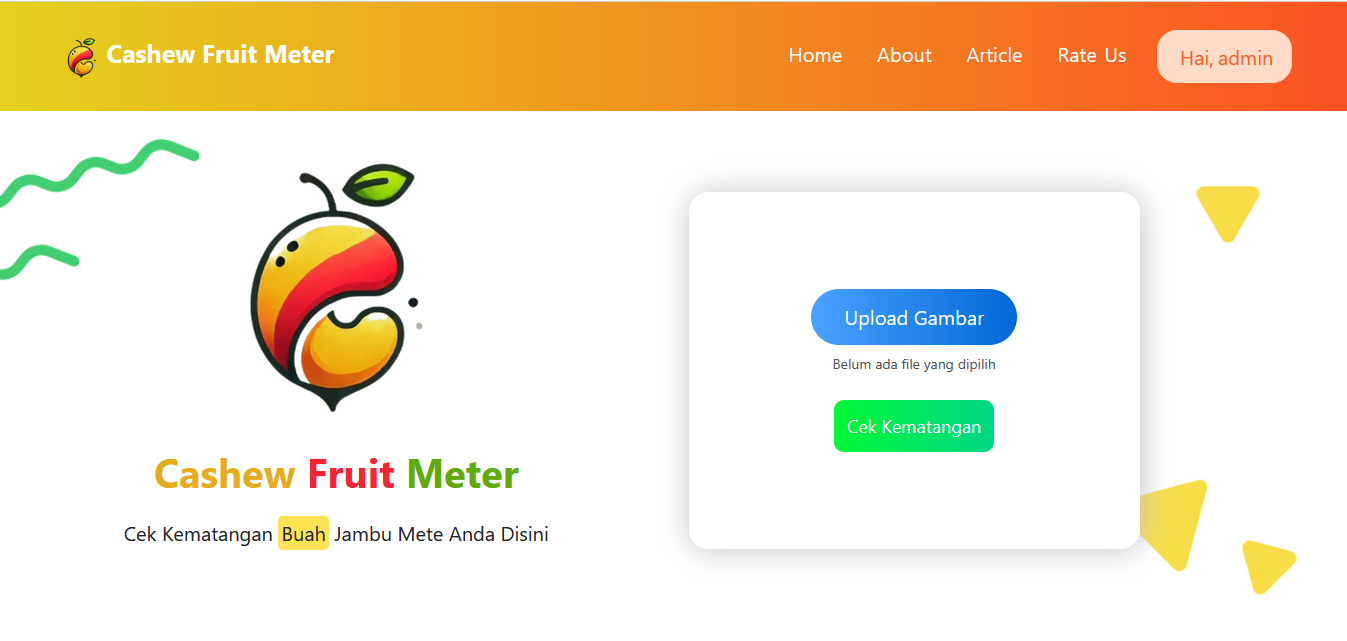 Cashew Fruit Meter
Home About Article Rate Us Hai, admin
Cashew Fruit Meter
Cek Kematangan Buah Jambu Mete Anda Disini
Upload Gambar
Belum ada file yang dipilih
Cek Kematangan